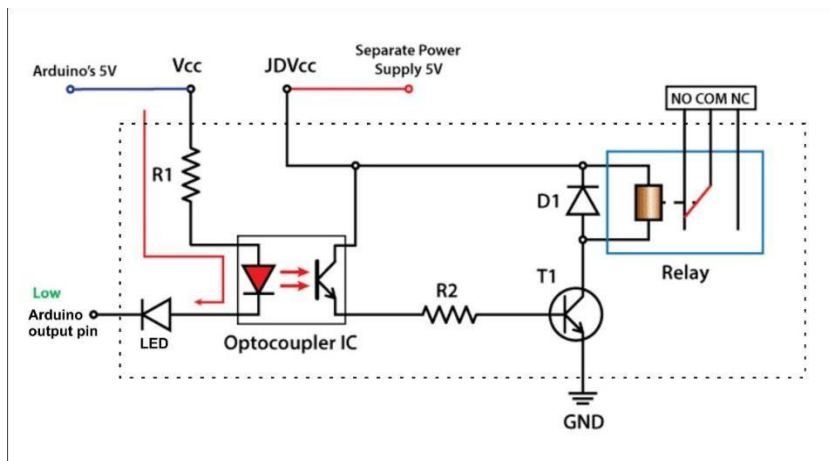 Arduino's 5V
Vcc
JDVcc
Separate Power
Supply 5V
NO COM NC
R1
D1
Relay
T1
R2
Low
Arduino
output pin
LED
Optocoupler IC
GND